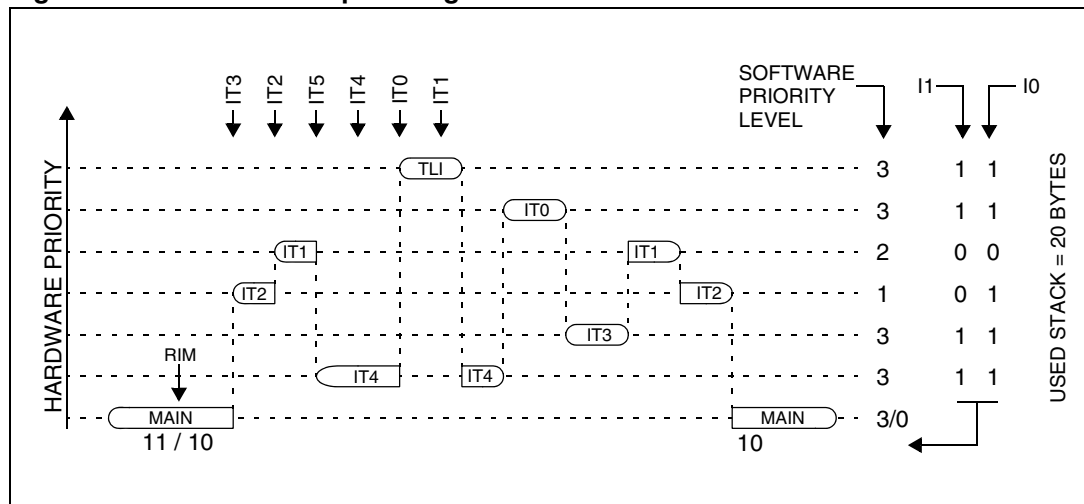 IT3 IT2 IT5 IT4 IT0 IT1
SOFTWARE
PRIORITY
LEVEL
I1
I0
HARDWARE PRIORITY
TLI 3 1 1
IT0 3 1 1
IT1 IT1 2 0 0
IT2 IT2 1 0 1
IT3 3 1 1
RIM
IT4 IT4 3 1 1
MAIN MAIN 3/0
11 / 10 10
USED STACK = 20 BYTES